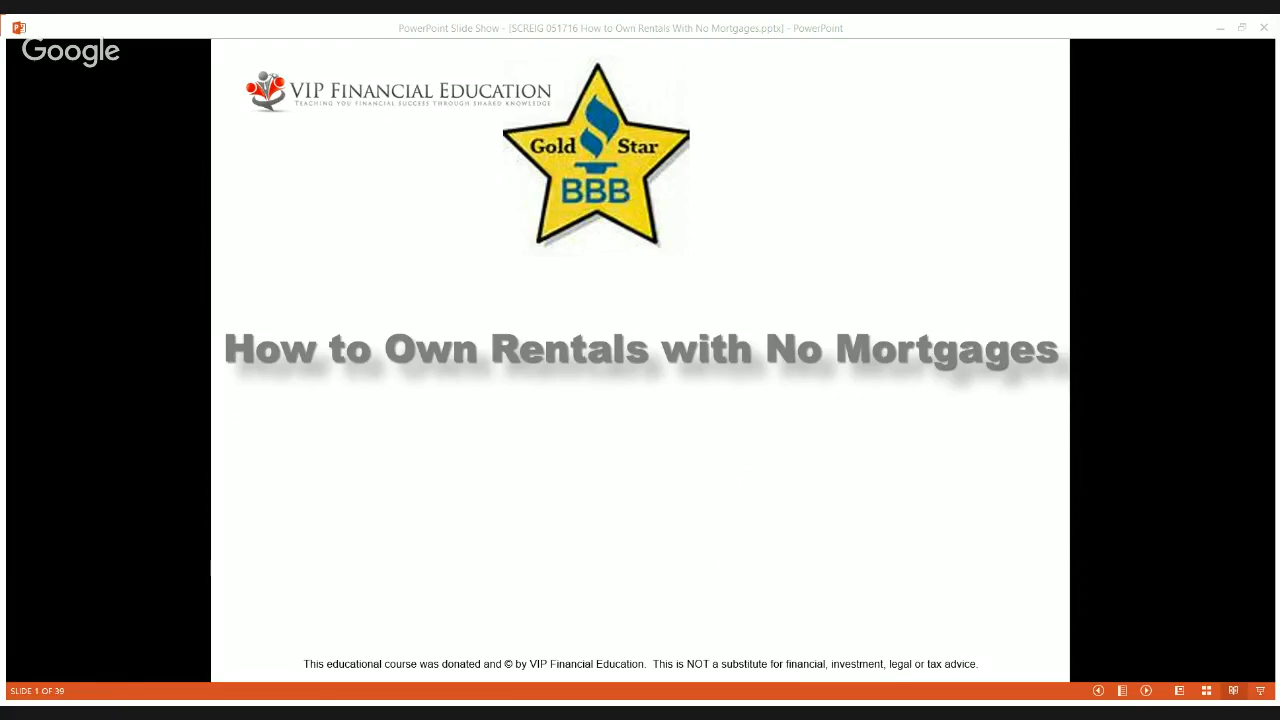 PowerPoint Slide Show - [SCREIG 051716 How to Own Rentals With No Mortgages.pptx] - PowerPoint
Google
VIP FINANCIAL EDUCATION
TEACHING YOU FINANCIAL SUCCESS THROUGH SHARED KNOWLEDGE
Gold Star
BBB
How to Own Rentals with No Mortgages
This educational course was donated and © by VIP Financial Education. This is NOT a substitute for financial, investment, legal or tax advice.
SLIDE 1 OF 39